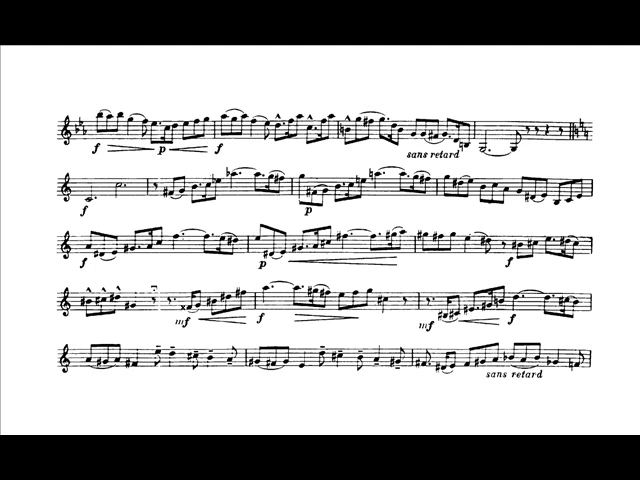 f p f sans retard
f p
f p f
mf f mf f
sans retard